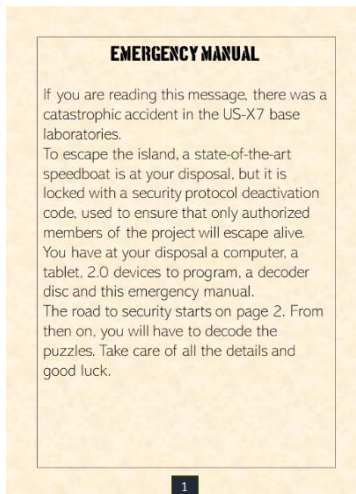 EMERGENCY MANUAL
If you are reading this message, there was a
catastrophic accident in the US-X7 base
laboratories.
To escape the island, a state-of-the-art
speedboat is at your disposal, but it is
locked with a security protocol deactivation
code, used to ensure that only authorized
members of the project will escape alive.
You have at your disposal a computer, a
tablet, 2.0 devices to program, a decoder
disc and this emergency manual.
The road to security starts on page 2. From
then on, you will have to decode the
puzzles. Take care of all the details and
good luck.
1